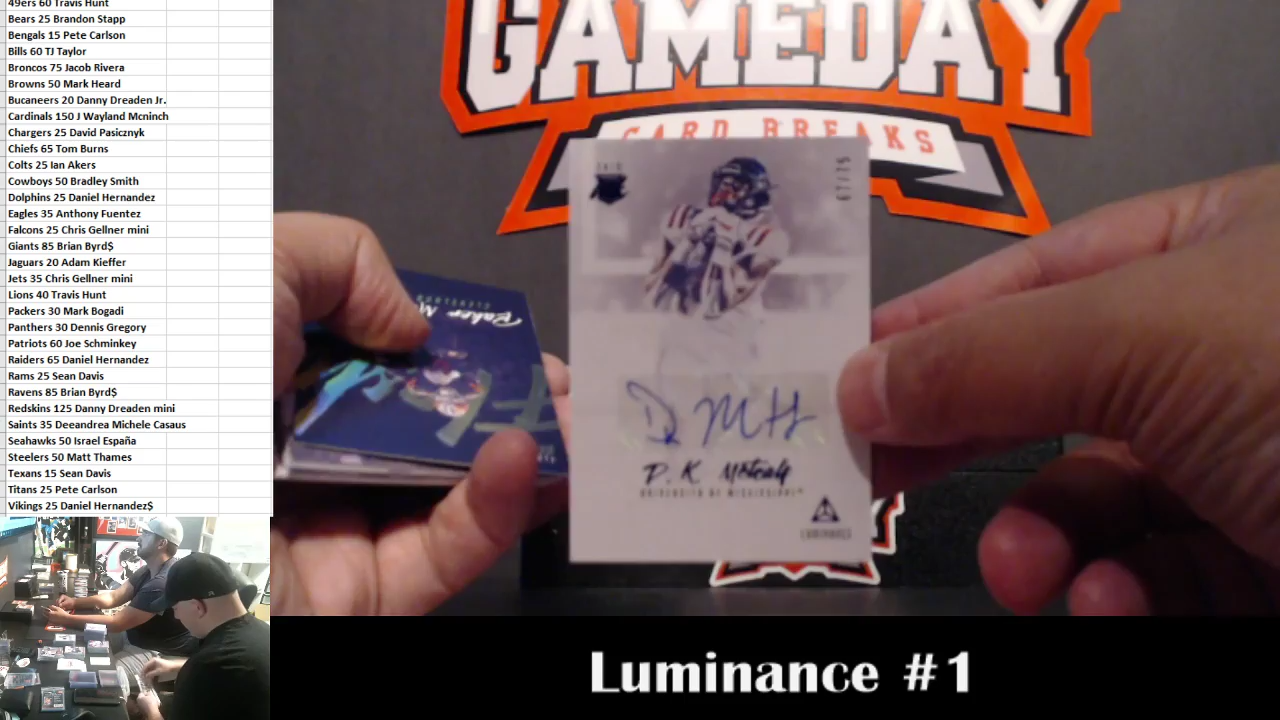 49ers 60 Travis Hunt
Bears 25 Brandon Stapp
Bengals 15 Pete Carlson
Bills 60 TJ Taylor
Broncos 75 Jacob Rivera
Browns 50 Mark Heard
Bucaneers 20 Danny Dreaden Jr.
Cardinals 150 J Wayland Mcninch
Chargers 25 David Pasicznyk
Chiefs 65 Tom Burns
Colts 25 Ian Akers
Cowboys 50 Bradley Smith
Dolphins 25 Daniel Hernandez
Eagles 35 Anthony Fuentez
Falcons 25 Chris Gellner mini
Giants 85 Brian Byrd$
Jaguars 20 Adam Kieffer
Jets 35 Chris Gellner mini
Lions 40 Travis Hunt
Packers 30 Mark Bogadi
Panthers 30 Dennis Gregory
Patriots 60 Joe Schminkey
Raiders 65 Daniel Hernandez
Rams 25 Sean Davis
Ravens 85 Brian Byrd$
Redskins 125 Danny Dreaden mini
Saints 35 Deeandrea Michele Casaus
Seahawks 50 Israel España
Steelers 50 Matt Thames
Texans 15 Sean Davis
Titans 25 Pete Carlson
Vikings 25 Daniel Hernandez$
GAMEDAY
CARD BREAKS
67/75
D. K. Metcalf
UNIVERSITY OF MISSISSIPPI
LUMINANCE
Baker M
CLEVELAND
Luminance #1